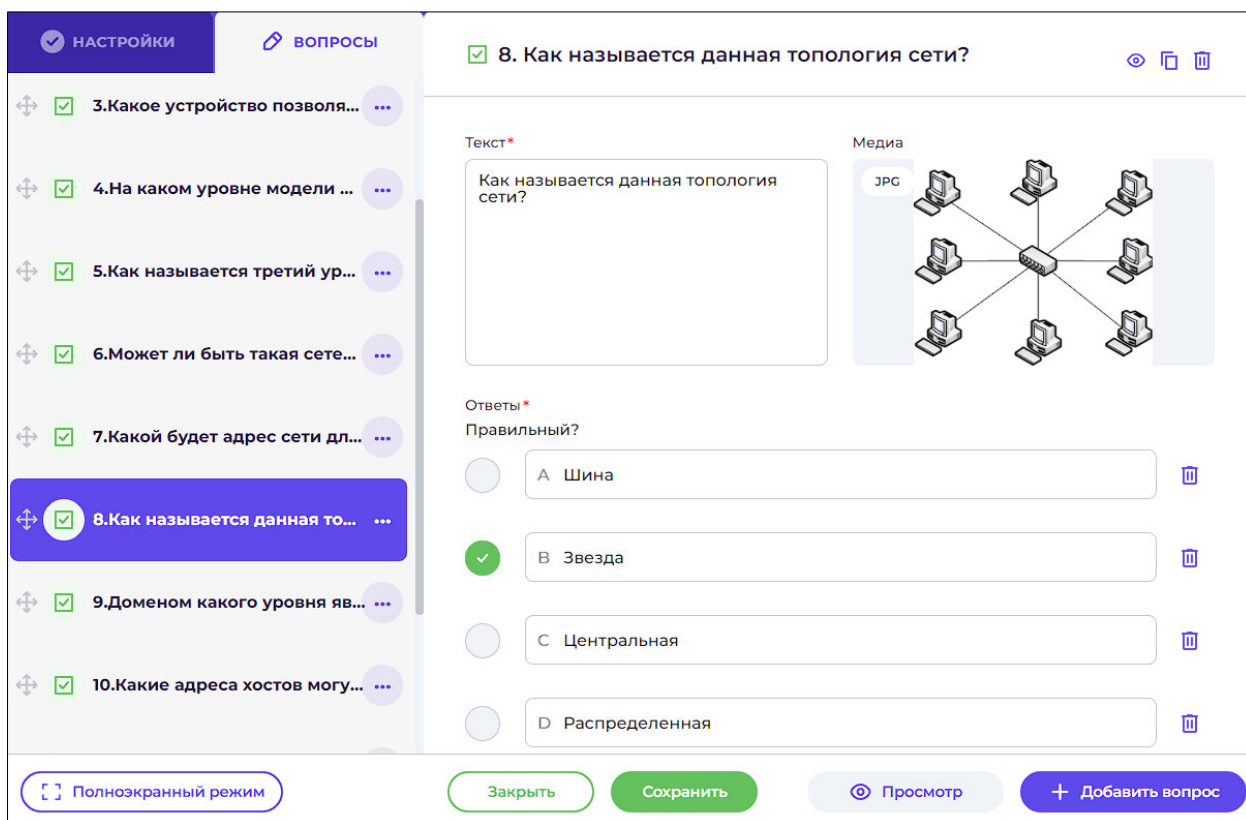 НАСТРОЙКИ
ВОПРОСЫ
3.Какое устройство позволя...
4.На каком уровне модели ...
5.Как называется третий ур...
6.Может ли быть такая сете...
7.Какой будет адрес сети дл...
8.Как называется данная то...
9.Доменом какого уровня яв...
10.Какие адреса хостов могу...
Полноэкранный режим
8. Как называется данная топология сети?
Текст*
Как называется данная топология
сети?
Медиа
JPG
Ответы*
Правильный?
A Шина
B Звезда
C Центральная
D Распределенная
Закрыть
Сохранить
Просмотр
+ Добавить вопрос